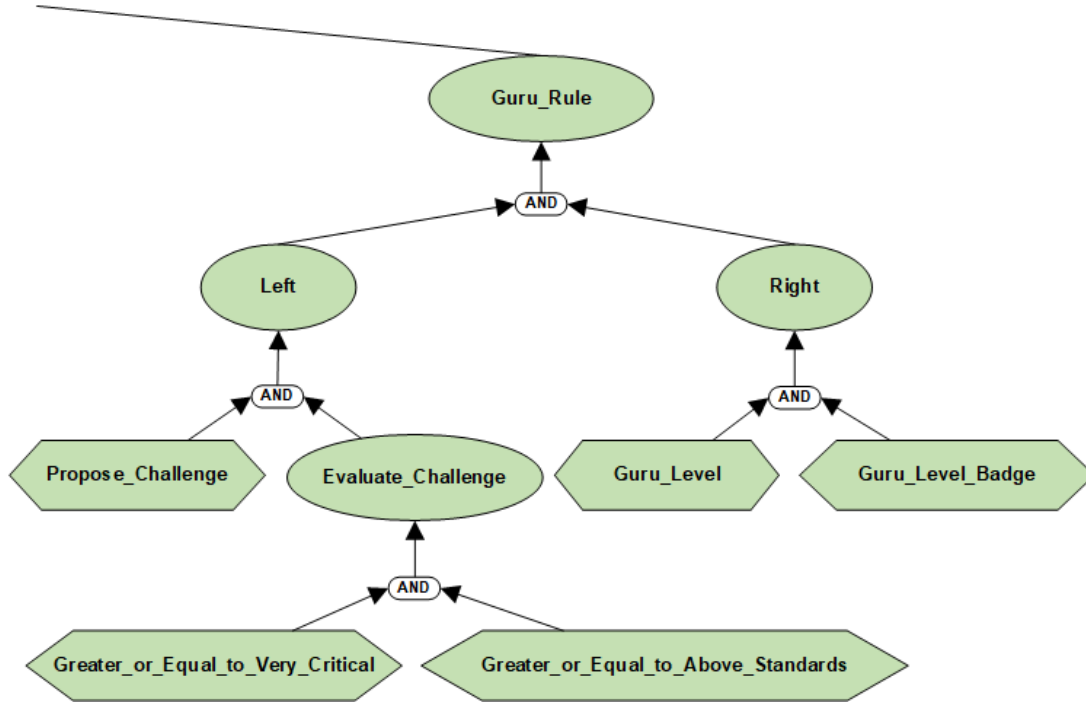 Guru_Rule
AND
Left
Right
AND
AND
Propose_Challenge
Evaluate_Challenge
Guru_Level
Guru_Level_Badge
AND
Greater_or_Equal_to_Very_Critical
Greater_or_Equal_to_Above_Standards